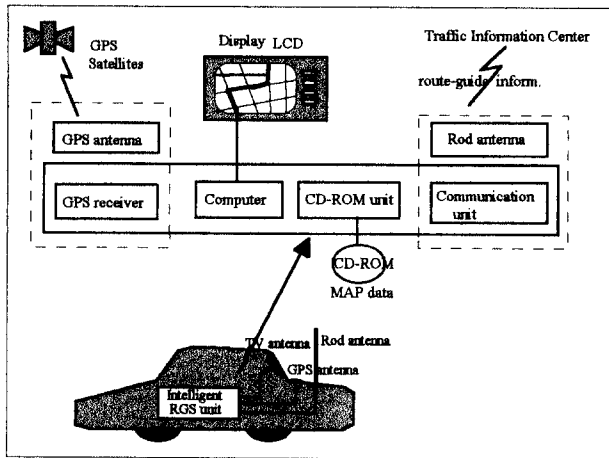 GPS
Satellites
Display LCD
Traffic Information Center
route-guide inform.
GPS antenna
Rod antenna
GPS receiver
Computer
CD-ROM unit
Communication
unit
CD-ROM
MAP data
TV antenna
Rod antenna
GPS antenna
Intelligent
RGS unit